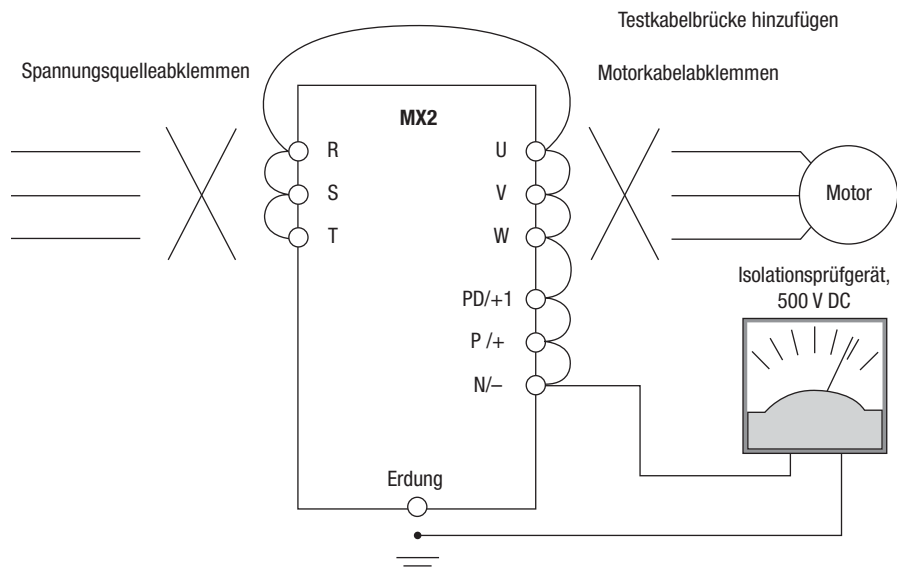 Testkabelbrücke hinzufügen
Spannungsquelleabklemmen
Motorkabelabklemmen
MX2
R
U
S
V
Motor
T
W
Isolationsprüfgerät,
500 V DC
PD/+1
P /+
N/–
Erdung